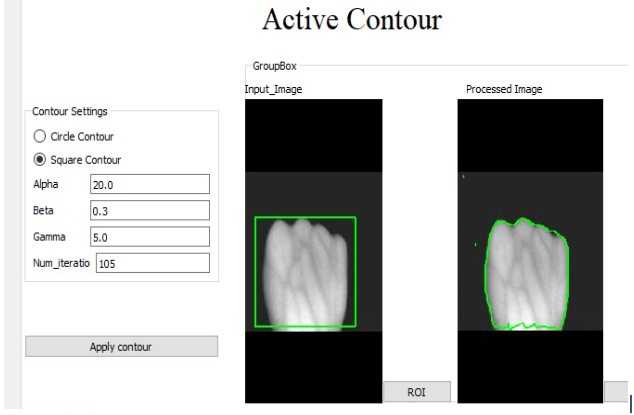 Active Contour
GroupBox
Input_Image
Processed Image
Contour Settings
Circle Contour
Square Contour
Alpha
20.0
Beta
0.3
Gamma
5.0
Num_iteratio
105
Apply contour
ROI